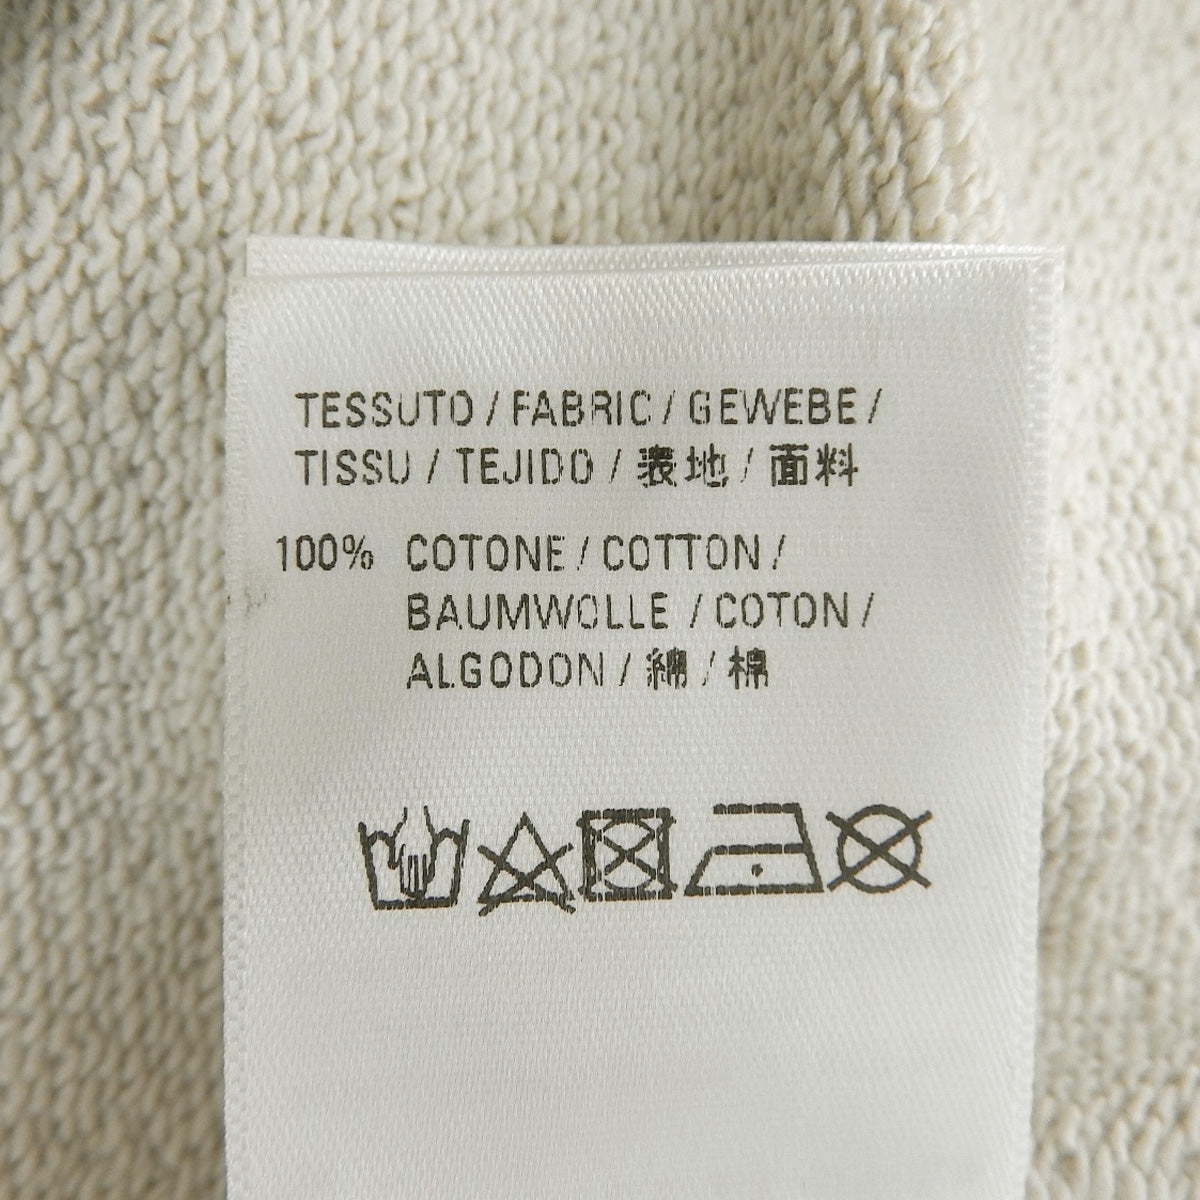 TESSUTO / FABRIC / GEWEBE /
TISSU / TEJIDO / 表地 / 面料
100% COTONE / COTTON /
BAUMWOLLE / COTON /
ALGODON / 綿 / 棉